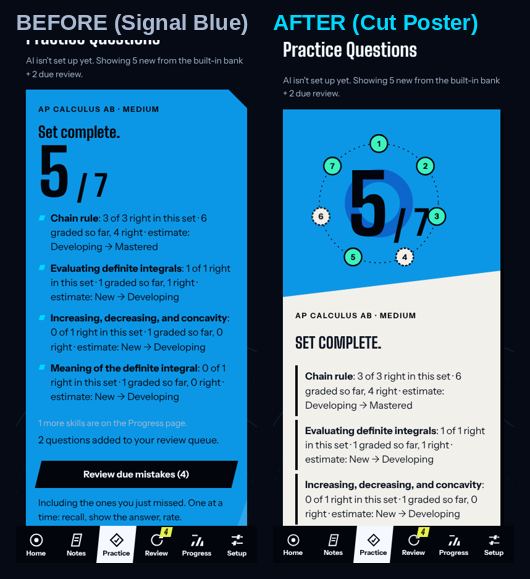 BEFORE (Signal Blue)
Practice Questions
AI isn't set up yet. Showing 5 new from the built-in bank
+ 2 due review.
AP CALCULUS AB · MEDIUM
Set complete.
5 / 7
Chain rule: 3 of 3 right in this set · 6
graded so far, 4 right · estimate:
Developing → Mastered
Evaluating definite integrals: 1 of 1 right
in this set · 1 graded so far, 1 right ·
estimate: New → Developing
Increasing, decreasing, and concavity:
0 of 1 right in this set · 1 graded so far, 0
right · estimate: New → Developing
Meaning of the definite integral: 0 of 1
right in this set · 1 graded so far, 0 right ·
estimate: New → Developing
1 more skills are on the Progress page.
2 questions added to your review queue.
Review due mistakes (4)
Including the ones you just missed. One at a
time: recall, show the answer, rate.
4
Home Notes Practice Review Progress Setup
AFTER (Cut Poster)
Practice Questions
AI isn't set up yet. Showing 5 new from the built-in bank
+ 2 due review.
1
7 2
5 / 7
6 3
5 4
AP CALCULUS AB · MEDIUM
SET COMPLETE.
Chain rule: 3 of 3 right in this set · 6
graded so far, 4 right · estimate:
Developing → Mastered
Evaluating definite integrals: 1 of 1 right
in this set · 1 graded so far, 1 right ·
estimate: New → Developing
Increasing, decreasing, and concavity:
0 of 1 right in this set · 1 graded so far, 0
right · estimate: New → Developing
4
Home Notes Practice Review Progress Setup